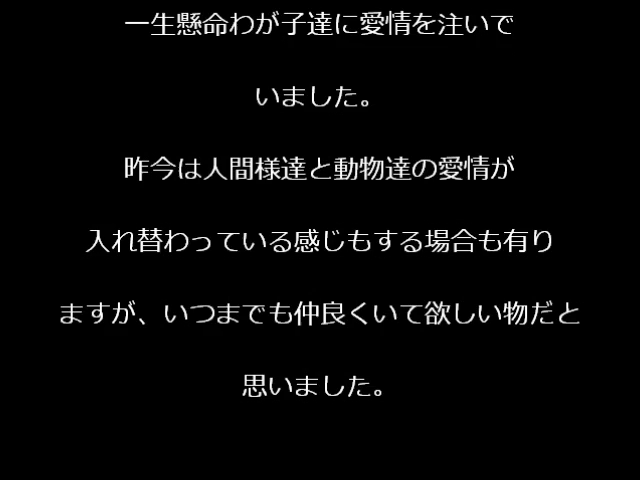 一生懸命わが子達に愛情を注いで
いました。
昨今は人間様達と動物達の愛情が
入れ替わっている感じもする場合も有り
ますが、いつまでも仲良くいて欲しい物だと
思いました。